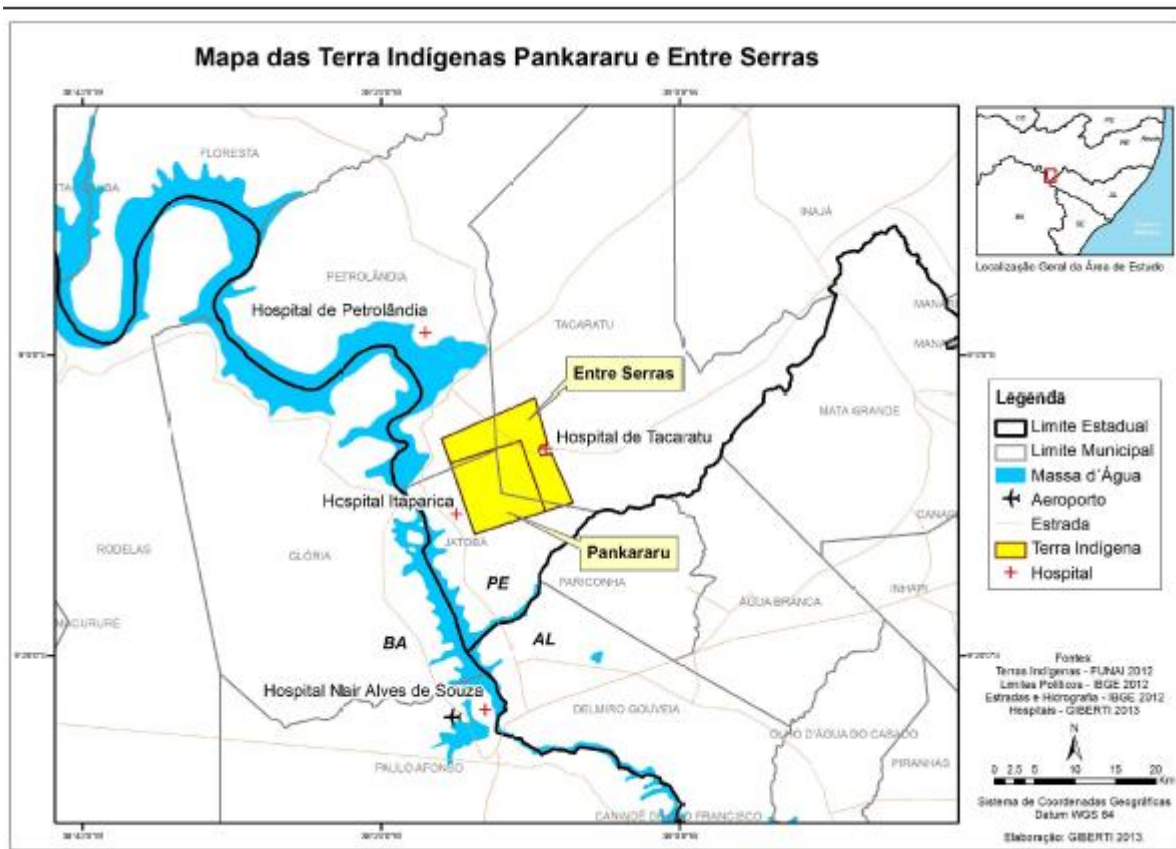 Mapa das Terra Indígenas Pankararu e Entre Serras
FLORESTA
INAJÁ
PETROLÂNDIA
Hospital de Petrolândia
TACARATU
Entre Serras
MATA GRANDE
Hospital de Tacaratu
Hospital Itaparica
JATOBÁ
Pankararu
RODELAS
GLÓRIA
PE
PARICONHA
ÁGUA BRANCA
INHAPI
MACURURÉ
BA
AL
Hospital Nair Alves de Souza
DELMIRO GOUVEIA
OLHO D'ÁGUA DO CASADO
PAULO AFONSO
PIRANHAS
FRANCISCO
Localização Geral da Área de Estudo
Legenda
Limite Estadual
Limite Municipal
Massa d'Água
Aeroporto
Estrada
Terra Indígena
Hospital
Fontes
Terras Indígenas - FUNAI 2012
Limites Políticos - IBGE 2012
Estradas e Hidrografia - IBGE 2012
Hospitais - GIBERTI 2013
N
0 2.5 5 10 15 20
Km
Sistema de Coordenadas Geográficas
Datum WGS 84
Elaboração: GIBERTI 2013.